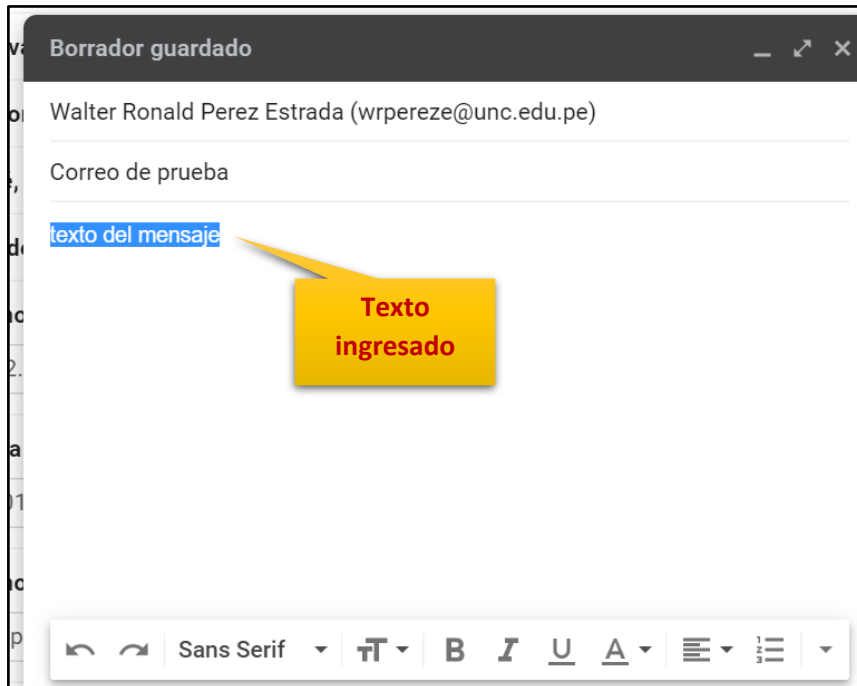 Borrador guardado
Walter Ronald Perez Estrada (wrpereze@unc.edu.pe)
Correo de prueba
texto del mensaje
Texto
ingresado
Sans Serif